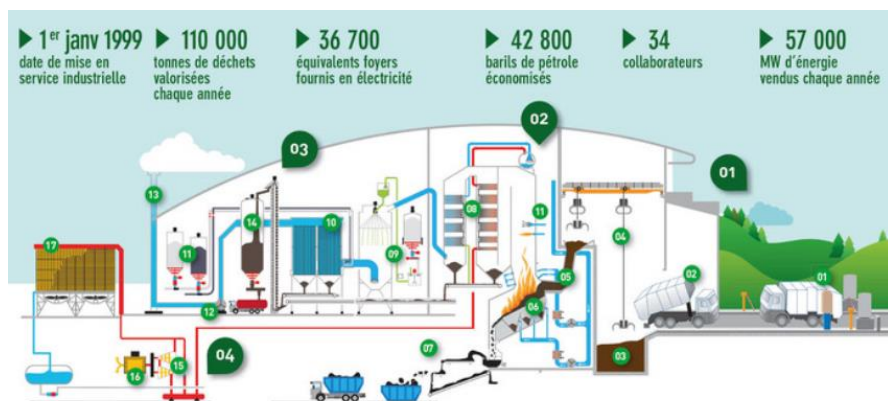 1er janv 1999
date de mise en
service industrielle
110 000
tonnes de déchets
valorisées
chaque année
36 700
équivalents foyers
fournis en électricité
42 800
barils de pétrole
économisés
34
collaborateurs
57 000
MW d'énergie
vendus chaque année
02
03
01
13
14
10
11
08
11
04
17
09
05
02
01
06
12
07
03
04
15
16